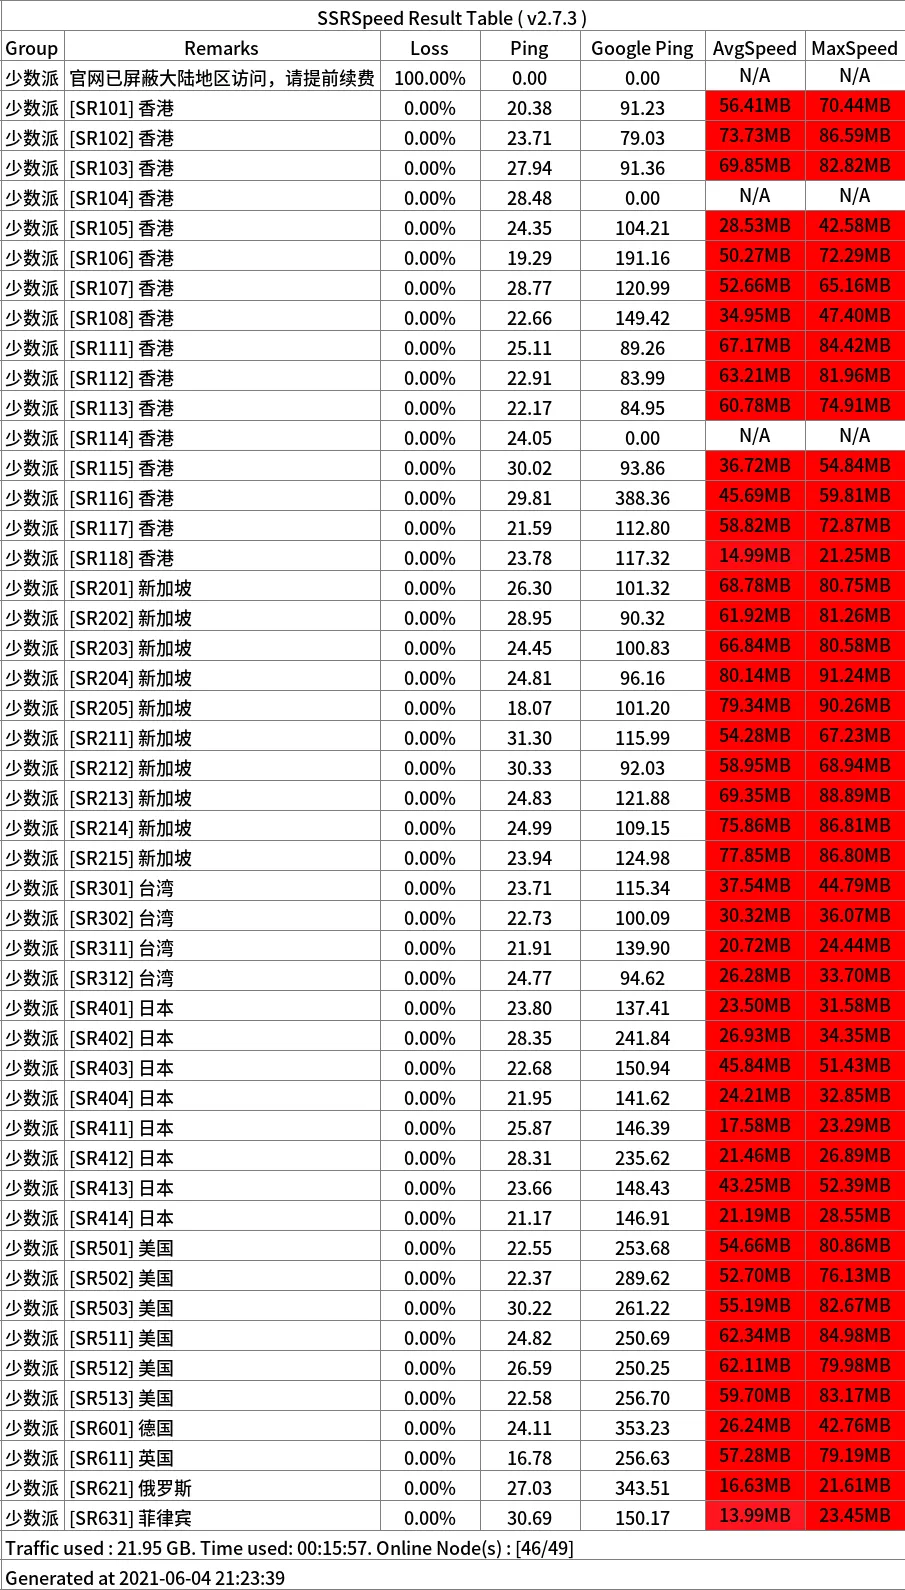 SSRSpeed Result Table ( v2.7.3 )
Group Remarks Loss Ping Google Ping AvgSpeed MaxSpeed
少数派 官网已屏蔽大陆地区访问，请提前续费 100.00% 0.00 0.00 N/A N/A
少数派 [SR101] 香港 0.00% 20.38 91.23 56.41MB 70.44MB
少数派 [SR102] 香港 0.00% 23.71 79.03 73.73MB 86.59MB
少数派 [SR103] 香港 0.00% 27.94 91.36 69.85MB 82.82MB
少数派 [SR104] 香港 0.00% 28.48 0.00 N/A N/A
少数派 [SR105] 香港 0.00% 24.35 104.21 28.53MB 42.58MB
少数派 [SR106] 香港 0.00% 19.29 191.16 50.27MB 72.29MB
少数派 [SR107] 香港 0.00% 28.77 120.99 52.66MB 65.16MB
少数派 [SR108] 香港 0.00% 22.66 149.42 34.95MB 47.40MB
少数派 [SR111] 香港 0.00% 25.11 89.26 67.17MB 84.42MB
少数派 [SR112] 香港 0.00% 22.91 83.99 63.21MB 81.96MB
少数派 [SR113] 香港 0.00% 22.17 84.95 60.78MB 74.91MB
少数派 [SR114] 香港 0.00% 24.05 0.00 N/A N/A
少数派 [SR115] 香港 0.00% 30.02 93.86 36.72MB 54.84MB
少数派 [SR116] 香港 0.00% 29.81 388.36 45.69MB 59.81MB
少数派 [SR117] 香港 0.00% 21.59 112.80 58.82MB 72.87MB
少数派 [SR118] 香港 0.00% 23.78 117.32 14.99MB 21.25MB
少数派 [SR201] 新加坡 0.00% 26.30 101.32 68.78MB 80.75MB
少数派 [SR202] 新加坡 0.00% 28.95 90.32 61.92MB 81.26MB
少数派 [SR203] 新加坡 0.00% 24.45 100.83 66.84MB 80.58MB
少数派 [SR204] 新加坡 0.00% 24.81 96.16 80.14MB 91.24MB
少数派 [SR205] 新加坡 0.00% 18.07 101.20 79.34MB 90.26MB
少数派 [SR211] 新加坡 0.00% 31.30 115.99 54.28MB 67.23MB
少数派 [SR212] 新加坡 0.00% 30.33 92.03 58.95MB 68.94MB
少数派 [SR213] 新加坡 0.00% 24.83 121.88 69.35MB 88.89MB
少数派 [SR214] 新加坡 0.00% 24.99 109.15 75.86MB 86.81MB
少数派 [SR215] 新加坡 0.00% 23.94 124.98 77.85MB 86.80MB
少数派 [SR301] 台湾 0.00% 23.71 115.34 37.54MB 44.79MB
少数派 [SR302] 台湾 0.00% 22.73 100.09 30.32MB 36.07MB
少数派 [SR311] 台湾 0.00% 21.91 139.90 20.72MB 24.44MB
少数派 [SR312] 台湾 0.00% 24.77 94.62 26.28MB 33.70MB
少数派 [SR401] 日本 0.00% 23.80 137.41 23.50MB 31.58MB
少数派 [SR402] 日本 0.00% 28.35 241.84 26.93MB 34.35MB
少数派 [SR403] 日本 0.00% 22.68 150.94 45.84MB 51.43MB
少数派 [SR404] 日本 0.00% 21.95 141.62 24.21MB 32.85MB
少数派 [SR411] 日本 0.00% 25.87 146.39 17.58MB 23.29MB
少数派 [SR412] 日本 0.00% 28.31 235.62 21.46MB 26.89MB
少数派 [SR413] 日本 0.00% 23.66 148.43 43.25MB 52.39MB
少数派 [SR414] 日本 0.00% 21.17 146.91 21.19MB 28.55MB
少数派 [SR501] 美国 0.00% 22.55 253.68 54.66MB 80.86MB
少数派 [SR502] 美国 0.00% 22.37 289.62 52.70MB 76.13MB
少数派 [SR503] 美国 0.00% 30.22 261.22 55.19MB 82.67MB
少数派 [SR511] 美国 0.00% 24.82 250.69 62.34MB 84.98MB
少数派 [SR512] 美国 0.00% 26.59 250.25 62.11MB 79.98MB
少数派 [SR513] 美国 0.00% 22.58 256.70 59.70MB 83.17MB
少数派 [SR601] 德国 0.00% 24.11 353.23 26.24MB 42.76MB
少数派 [SR611] 英国 0.00% 16.78 256.63 57.28MB 79.19MB
少数派 [SR621] 俄罗斯 0.00% 27.03 343.51 16.63MB 21.61MB
少数派 [SR631] 菲律宾 0.00% 30.69 150.17 13.99MB 23.45MB
Traffic used : 21.95 GB. Time used: 00:15:57. Online Node(s) : [46/49]
Generated at 2021-06-04 21:23:39